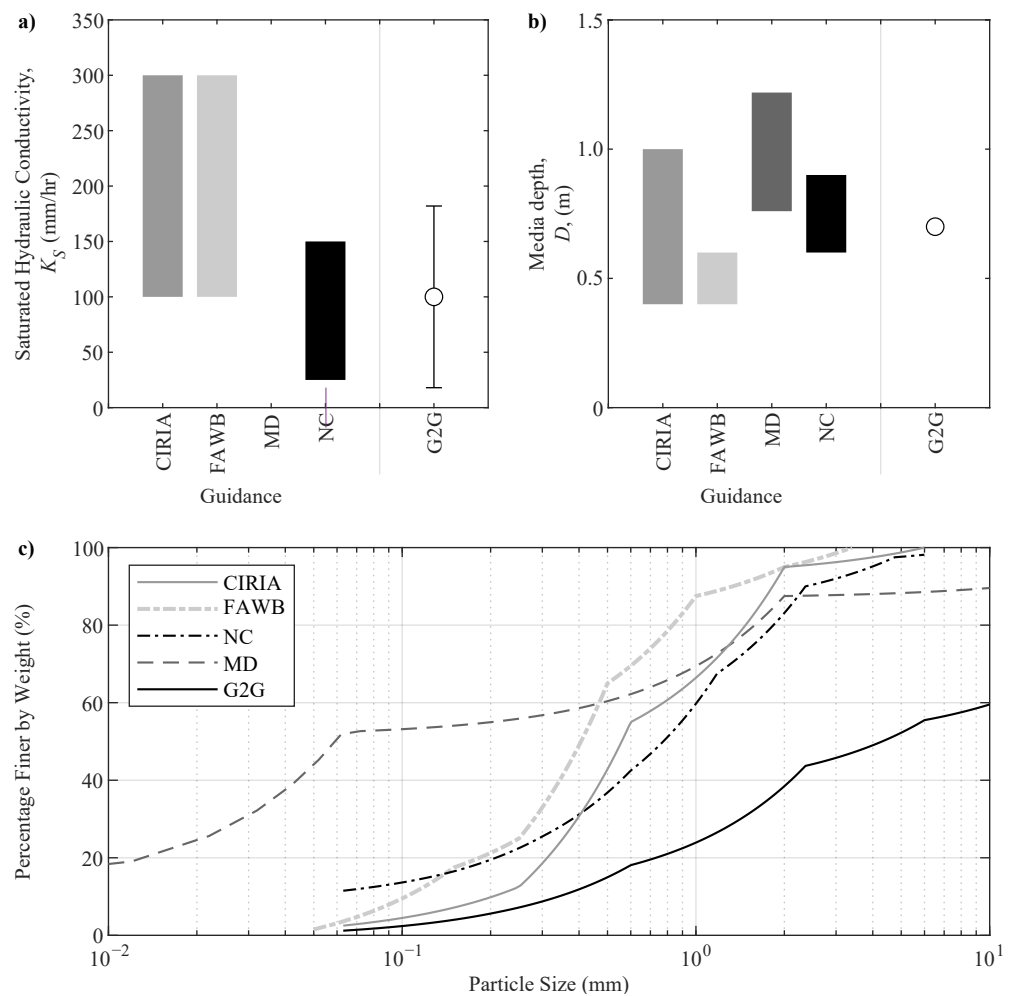 a)
Saturated Hydraulic Conductivity,
K_S (mm/hr)
350
300
250
200
150
100
50
0
CIRIA
FAWB
MD
NC
G2G
Guidance
b)
Media depth,
D, (m)
1.5
1.0
0.5
0
CIRIA
FAWB
MD
NC
G2G
Guidance
c)
Percentage Finer by Weight (%)
100
80
60
40
20
0
CIRIA
FAWB
NC
MD
G2G
10^-2
10^-1
10^0
10^1
Particle Size (mm)